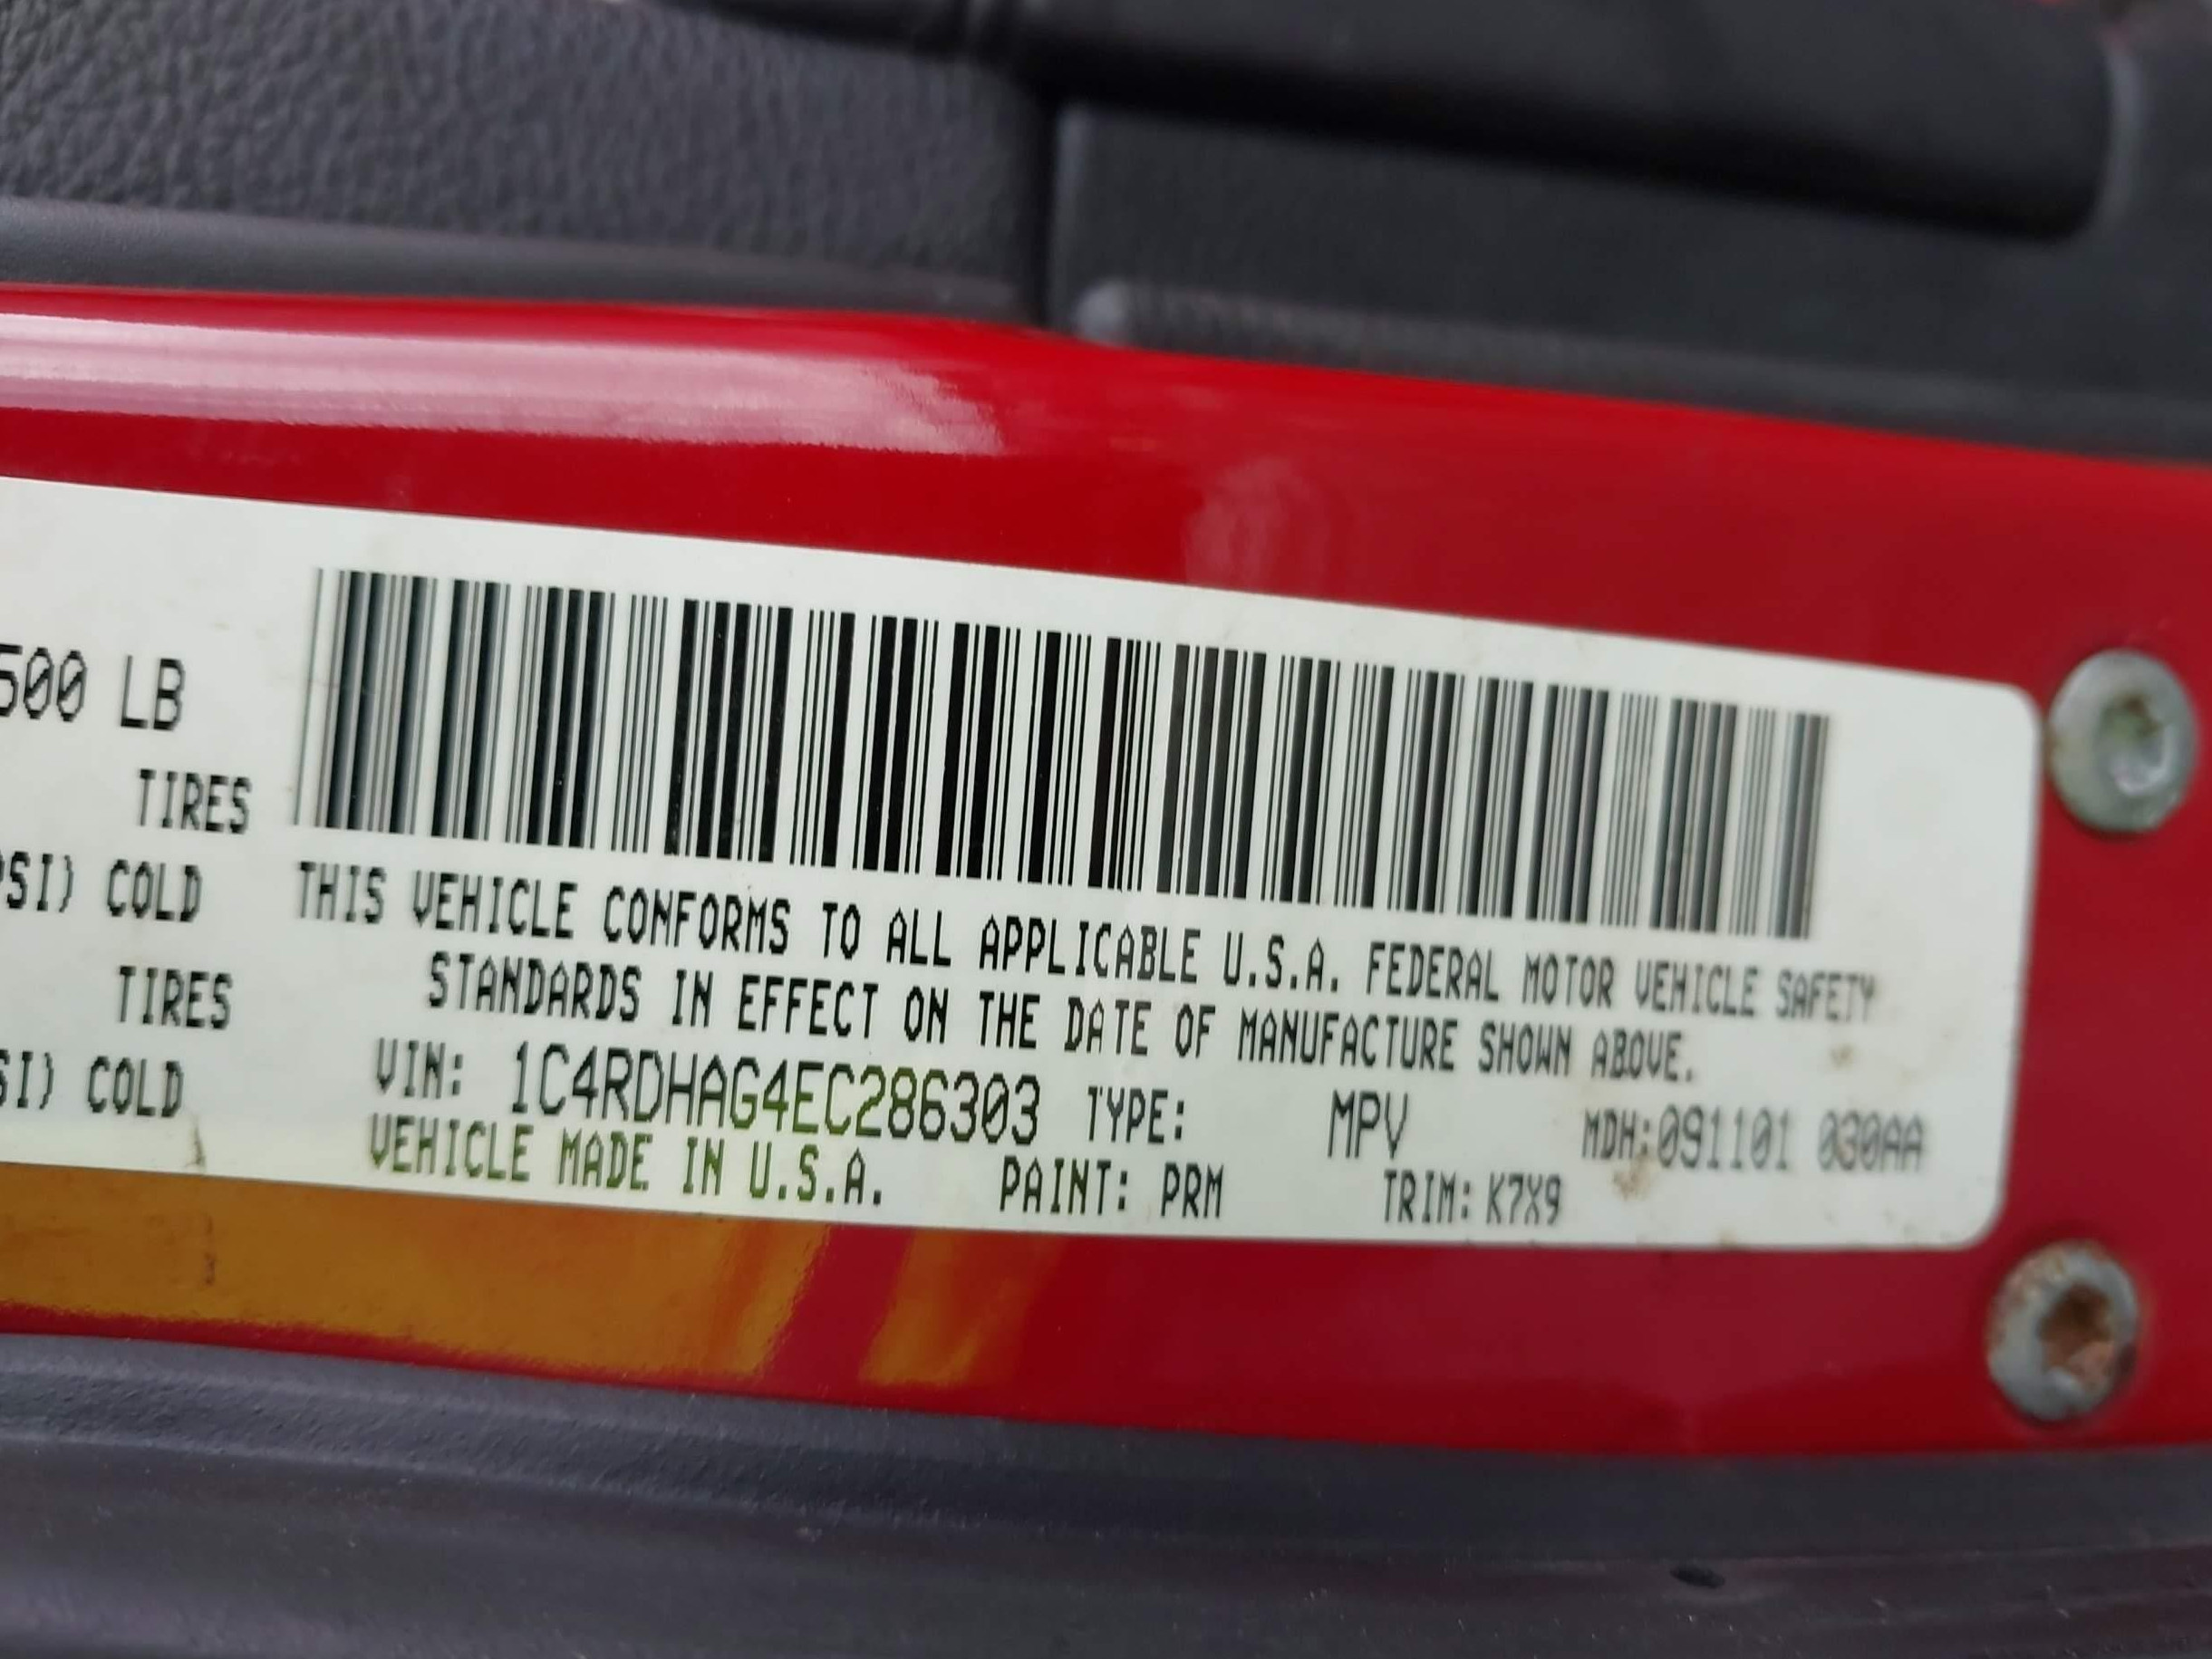 500 LB
TIRES
SI) COLD
TIRES
SI) COLD
THIS VEHICLE CONFORMS TO ALL APPLICABLE U.S.A. FEDERAL MOTOR VEHICLE SAFETY
STANDARDS IN EFFECT ON THE DATE OF MANUFACTURE SHOWN ABOVE.
VIN: 1C4RDHAG4EC286303 TYPE: MPV MDH:091101 030AA
VEHICLE MADE IN U.S.A. PAINT: PRM TRIM: K7X9